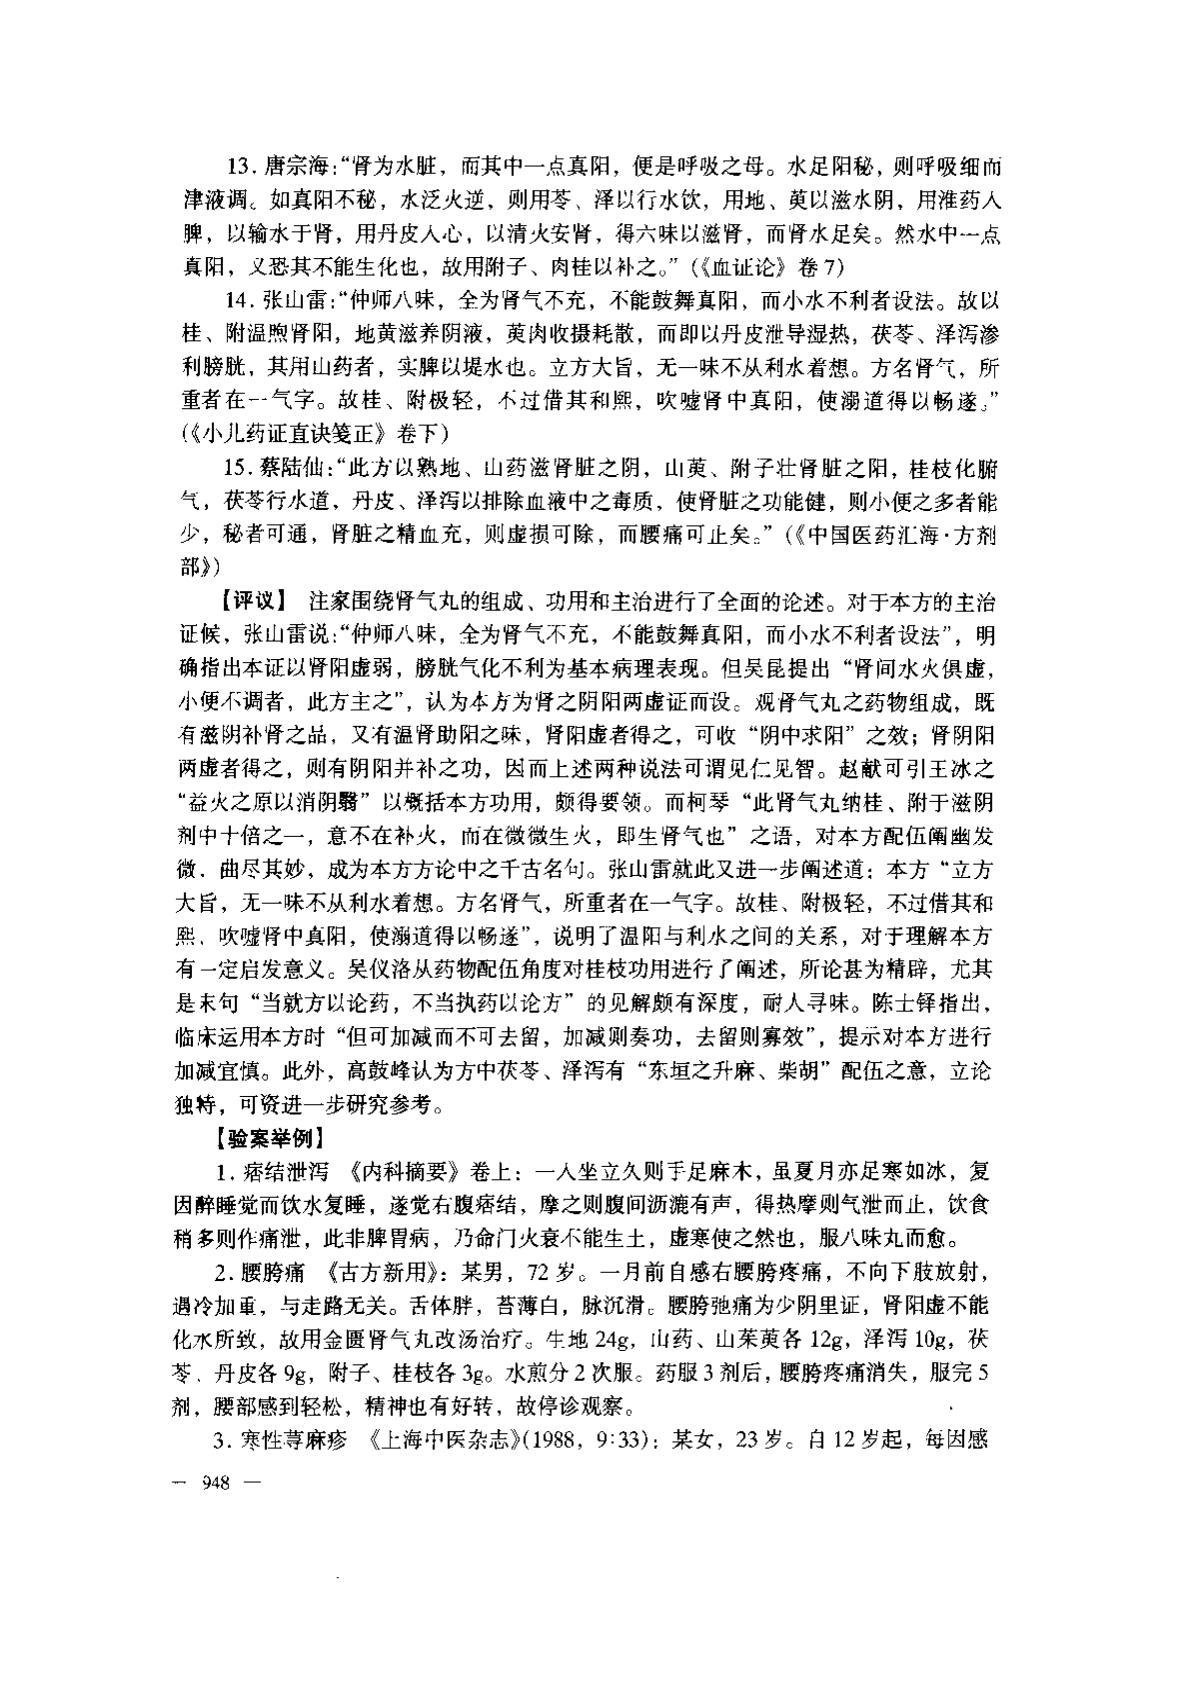 13. 唐宗海:“肾为水脏，而其中一点真阳，便是呼吸之母。水足阳秘，则呼吸细而
津液调。如真阳不秘，水泛火逆，则用苓、泽以行水饮，用地、萸以滋水阴，用淮药入
脾，以输水于肾，用丹皮入心，以清火安肾，得六味以滋肾，而肾水足矣。然水中一点
真阳，又恐其不能生化也，故用附子、肉桂以补之。”(《血证论》卷 7)
14. 张山雷:“仲师八味，全为肾气不充，不能鼓舞真阳，而小水不利者设法。故以
桂、附温煦肾阳，地黄滋养阴液，萸肉收摄耗散，而即以丹皮泄导湿热，茯苓、泽泻渗
利膀胱，其用山药者，实脾以堤水也。立方大旨，无一味不从利水着想。方名肾气，所
重者在一气字。故桂、附极轻，不过借其和熙，吹嘘肾中真阳，使溺道得以畅遂。”
(《小儿药证直诀笺正》卷下)
15. 蔡陆仙:“此方以熟地、山药滋肾脏之阴，山萸、附子壮肾脏之阳，桂枝化腑
气，茯苓行水道，丹皮、泽泻以排除血液中之毒质，使肾脏之功能健，则小便之多者能
少，秘者可通，肾脏之精血充，则虚损可除，而腰痛可止矣。”(《中国医药汇海·方剂
部》)
【评议】 注家围绕肾气丸的组成、功用和主治进行了全面的论述。对于本方的主治
证候，张山雷说:“仲师八味，全为肾气不充，不能鼓舞真阳，而小水不利者设法”，明
确指出本证以肾阳虚弱，膀胱气化不利为基本病理表现。但吴昆提出“肾间水火俱虚，
小便不调者，此方主之”，认为本方为肾之阴阳两虚证而设。观肾气丸之药物组成，既
有滋阴补肾之品，又有温肾助阳之味，肾阳虚者得之，可收“阴中求阳”之效；肾阴阳
两虚者得之，则有阴阳并补之功，因而上述两种说法可谓见仁见智。赵献可引王冰之
“益火之原以消阴翳”以概括本方功用，颇得要领。而柯琴“此肾气丸纳桂、附于滋阴
剂中十倍之一，意不在补火，而在微微生火，即生肾气也”之语，对本方配伍阐幽发
微，曲尽其妙，成为本方方论中之千古名句。张山雷就此又进一步阐述道：本方“立方
大旨，无一味不从利水着想。方名肾气，所重者在一气字。故桂、附极轻，不过借其和
熙，吹嘘肾中真阳，使溺道得以畅遂”，说明了温阳与利水之间的关系，对于理解本方
有一定启发意义。吴仪洛从药物配伍角度对桂枝功用进行了阐述，所论甚为精辟，尤其
是末句“当就方以论药，不当执药以论方”的见解颇有深度，耐人寻味。陈士铎指出，
临床运用本方时“但可加减而不可去留，加减则奏功，去留则寡效”，提示对本方进行
加减宜慎。此外，高鼓峰认为方中茯苓、泽泻有“东垣之升麻、柴胡”配伍之意，立论
独特，可资进一步研究参考。
【验案举例】
1. 痞结泄泻 《内科摘要》卷上：一人坐立久则手足麻木，虽夏月亦足寒如冰，复
因醉睡觉而饮水复睡，遂觉右腹痞结，摩之则腹间沥漉有声，得热摩则气泄而止，饮食
稍多则作痛泄，此非脾胃病，乃命门火衰不能生土，虚寒使之然也，服八味丸而愈。
2. 腰胯痛 《古方新用》：某男，72 岁。一月前自感右腰胯疼痛，不向下肢放射，
遇冷加重，与走路无关。舌体胖，苔薄白，脉沉滑。腰胯弛痛为少阴里证，肾阳虚不能
化水所致，故用金匮肾气丸改汤治疗。生地 24g，山药、山茱萸各 12g，泽泻 10g，茯
苓、丹皮各 9g，附子、桂枝各 3g。水煎分 2 次服。药服 3 剂后，腰胯疼痛消失，服完 5
剂，腰部感到轻松，精神也有好转，故停诊观察。
3. 寒性荨麻疹 《上海中医杂志》(1988，9:33)：某女，23 岁。自 12 岁起，每因感
— 948 —